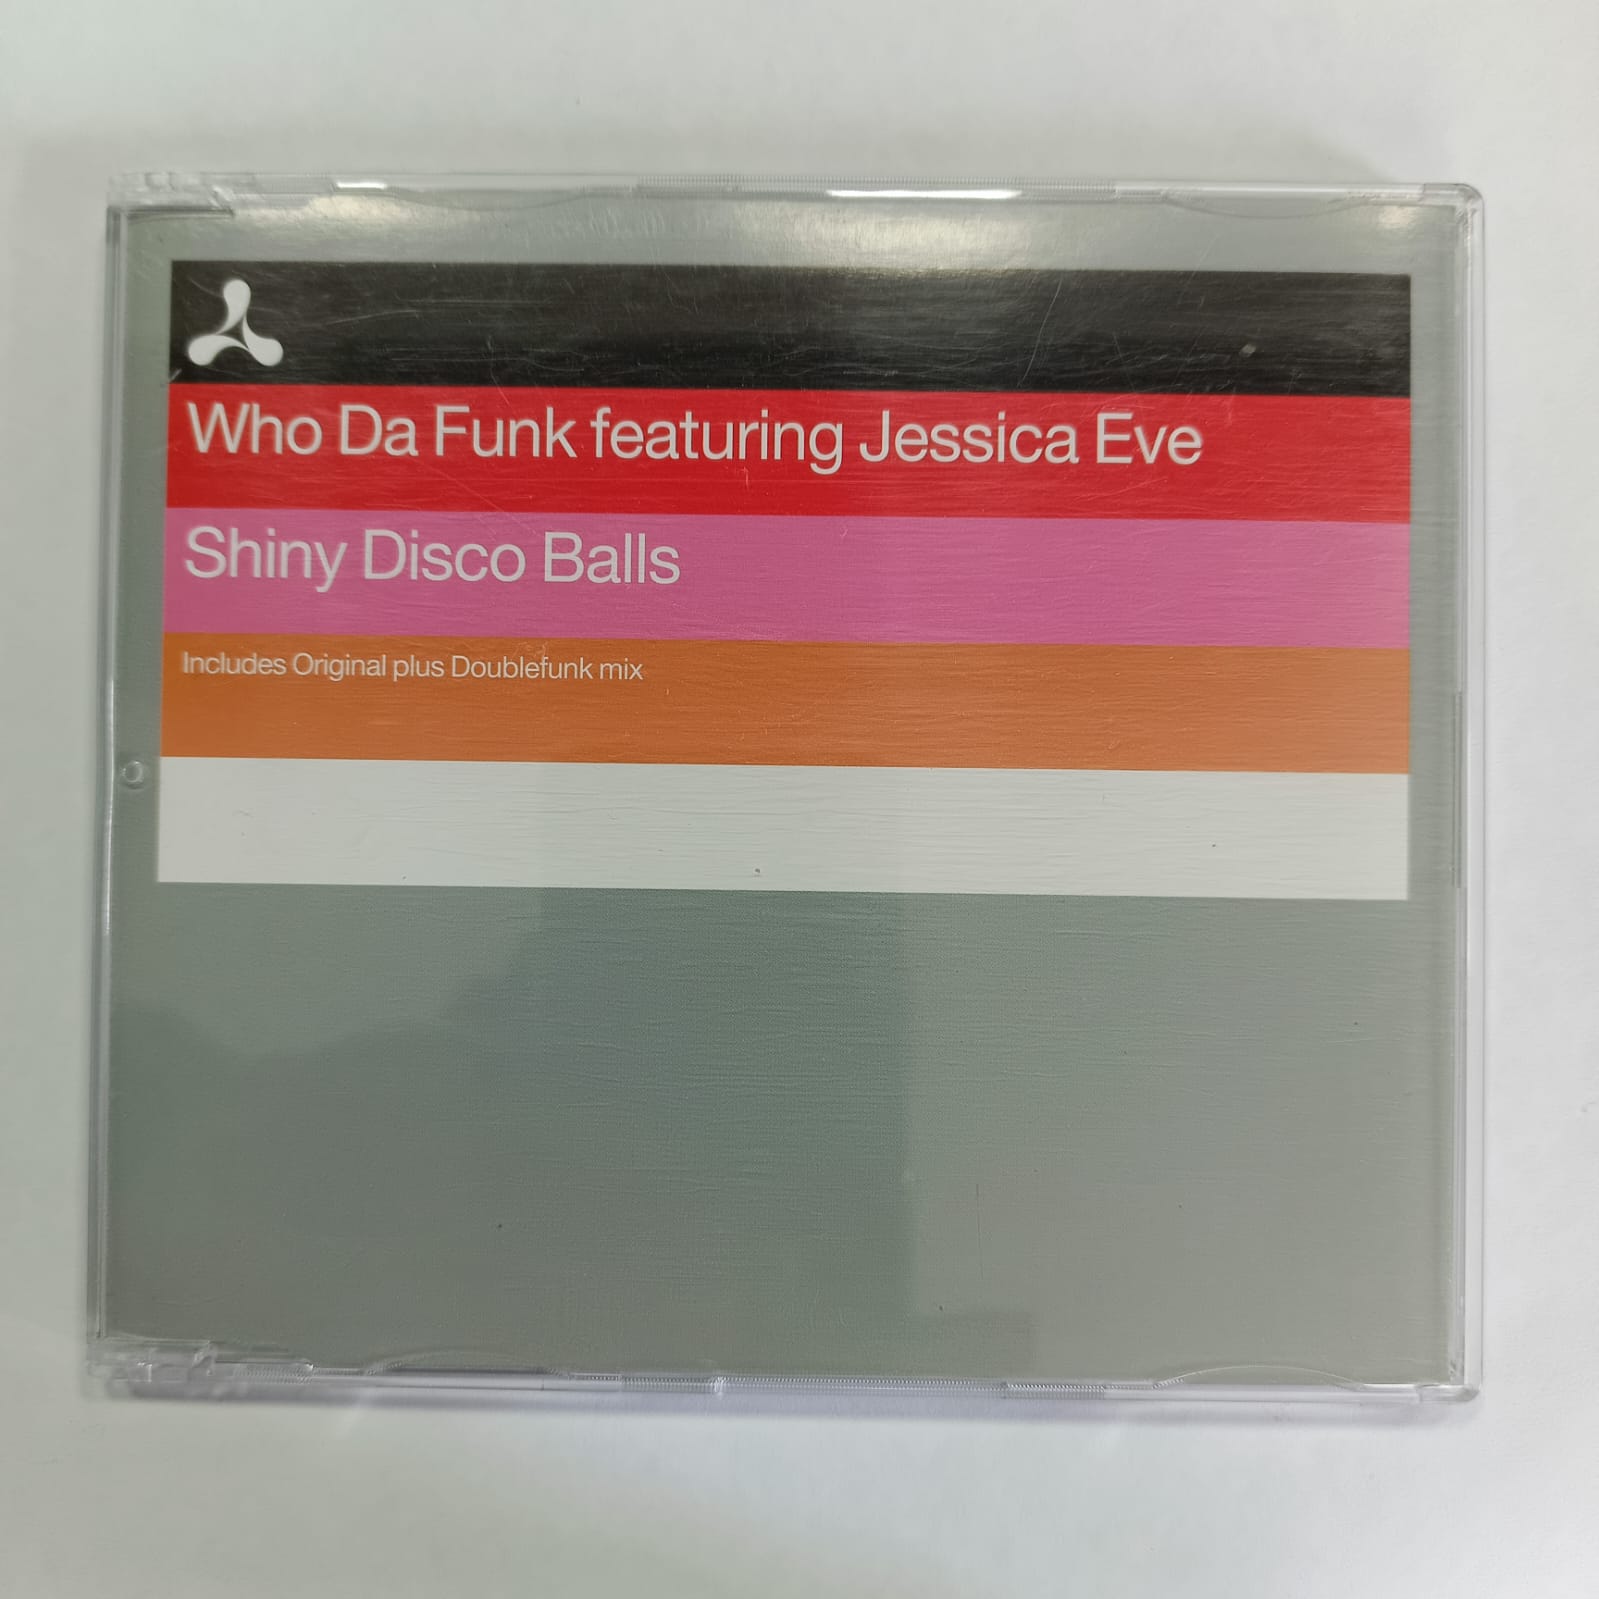 Who Da Funk featuring Jessica Eve
Shiny Disco Balls
Includes Original plus Doublefunk mix